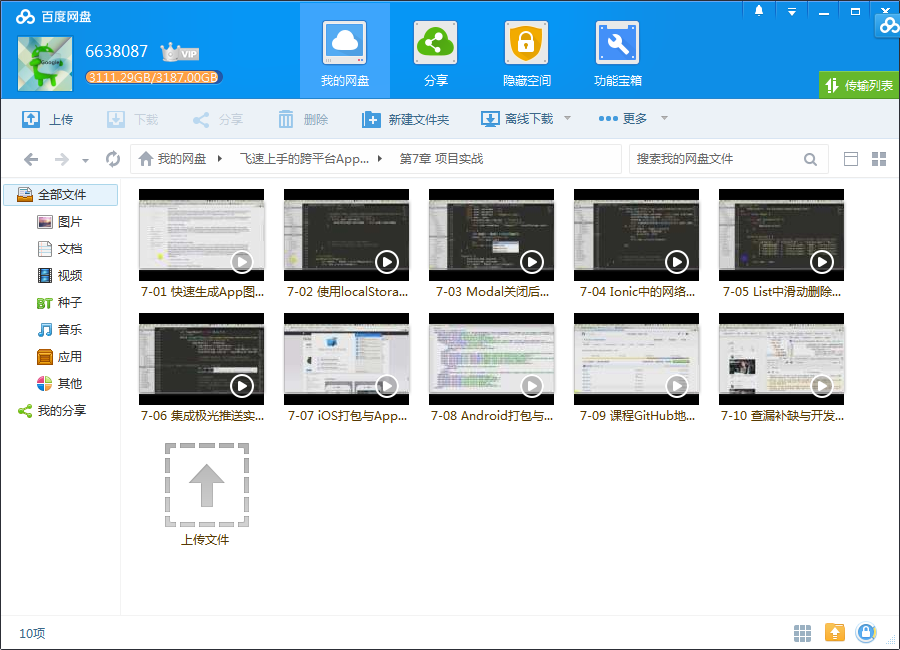 百度网盘
6638087
VIP
3111.29GB/3187.00GB
我的网盘
分享
隐藏空间
功能宝箱
传输列表
上传
下载
分享
删除
新建文件夹
离线下载
更多
我的网盘
飞速上手的跨平台App...
第7章 项目实战
搜索我的网盘文件
全部文件
图片
文档
视频
BT 种子
音乐
应用
其他
我的分享
7-01 快速生成App图...
7-02 使用localStora...
7-03 Modal关闭后...
7-04 Ionic中的网络...
7-05 List中滑动删除...
7-06 集成极光推送实...
7-07 iOS打包与App...
7-08 Android打包与...
7-09 课程GitHub地...
7-10 查漏补缺与开发...
上传文件
10项